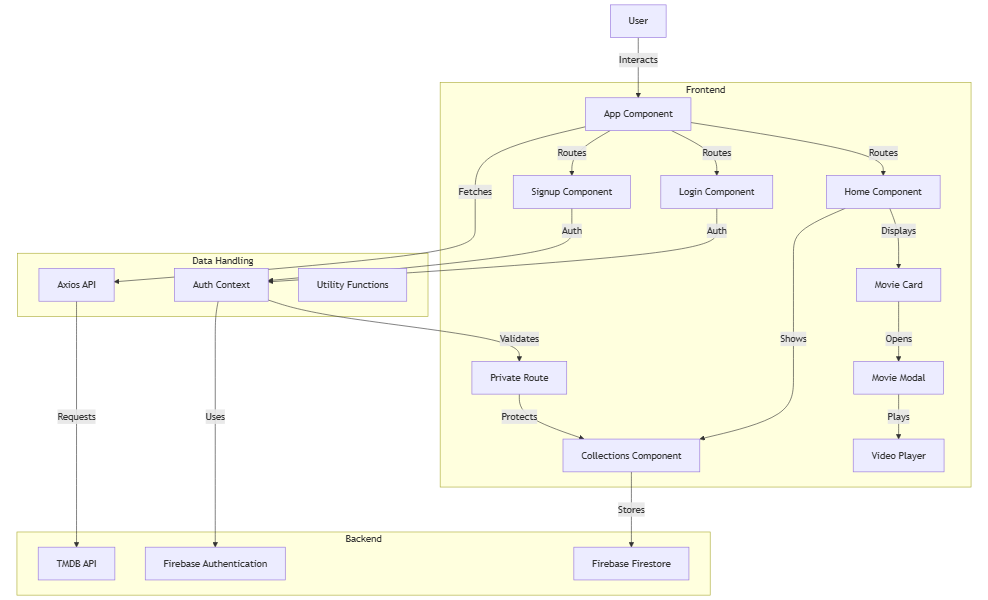 User
Interacts
Frontend
App Component
Routes
Routes
Routes
Fetches
Signup Component
Login Component
Home Component
Auth
Auth
Displays
Data Handling
Axios API
Auth Context
Utility Functions
Movie Card
Validates
Shows
Opens
Private Route
Movie Modal
Requests
Uses
Protects
Plays
Collections Component
Video Player
Stores
Backend
TMDB API
Firebase Authentication
Firebase Firestore